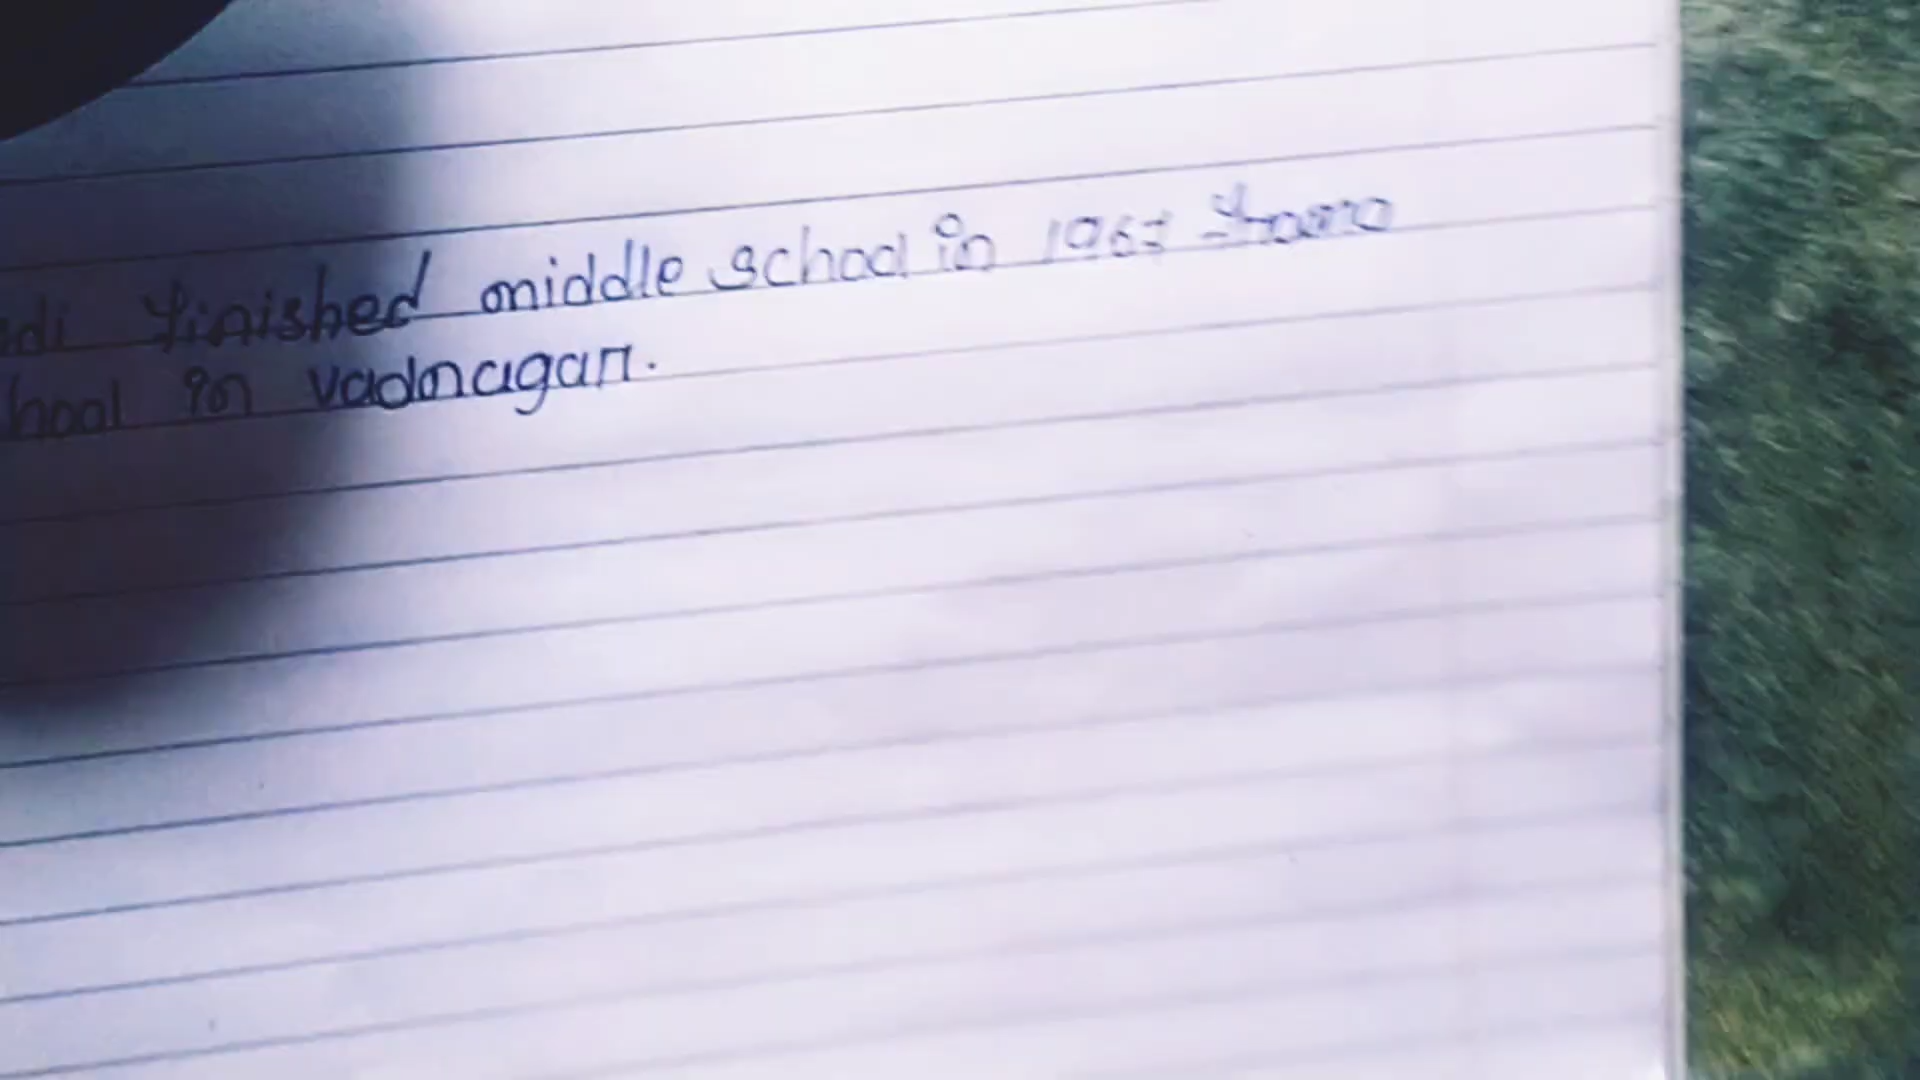 di finished middle school in 1967 from
hool in vadnagar.